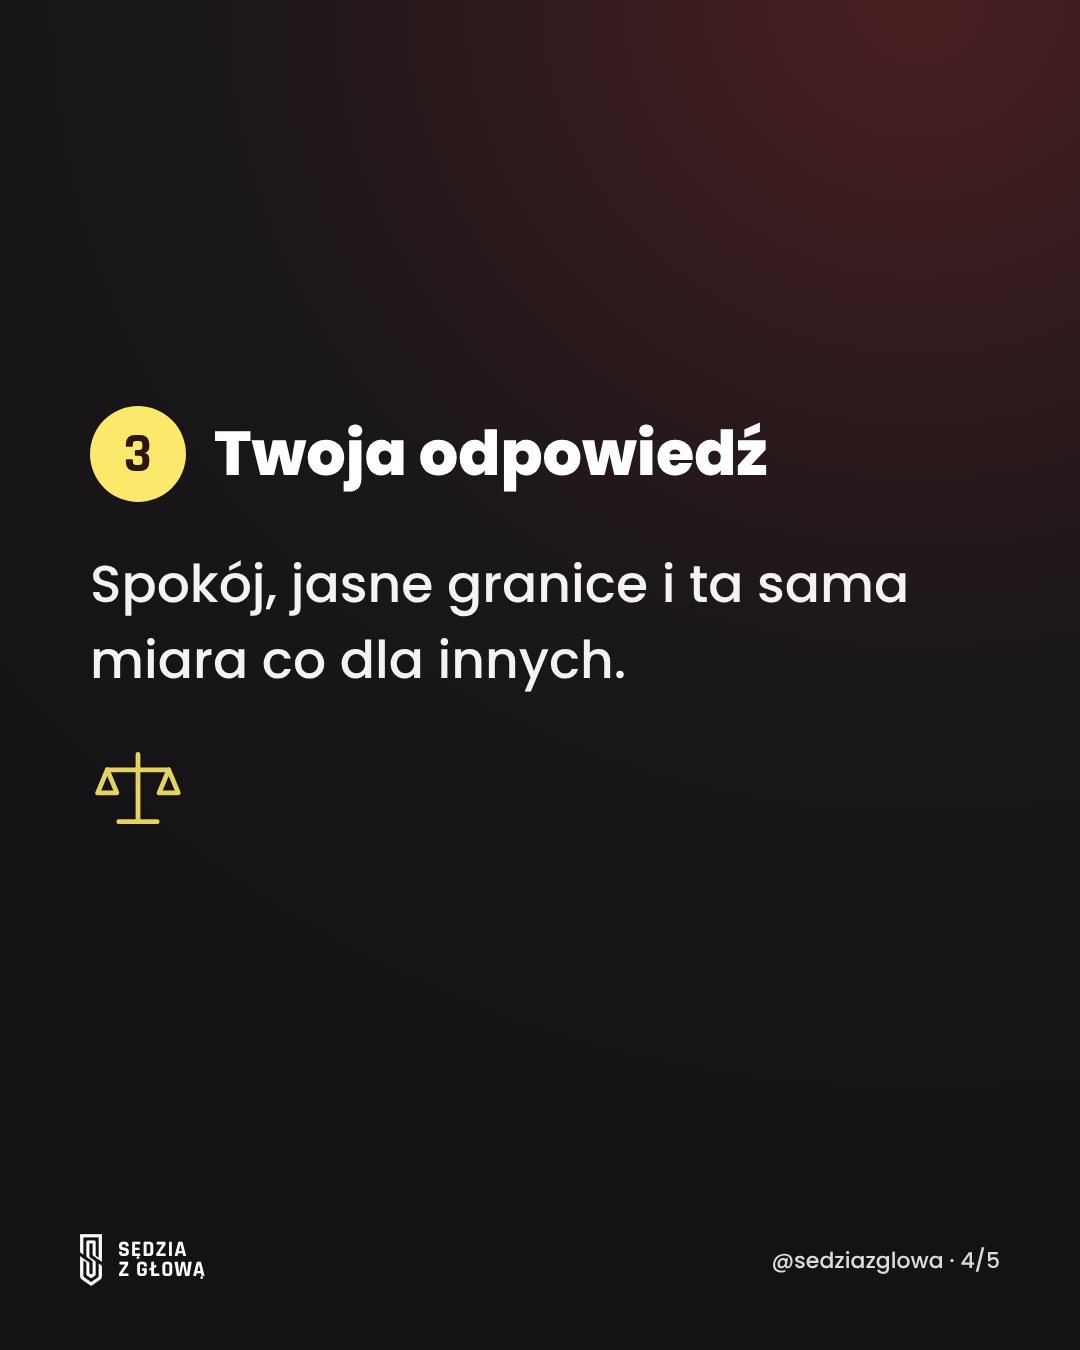 3 Twoja odpowiedź
Spokój, jasne granice i ta sama
miara co dla innych.
SĘDZIA
Z GŁOWĄ
@sedziazglowa · 4/5